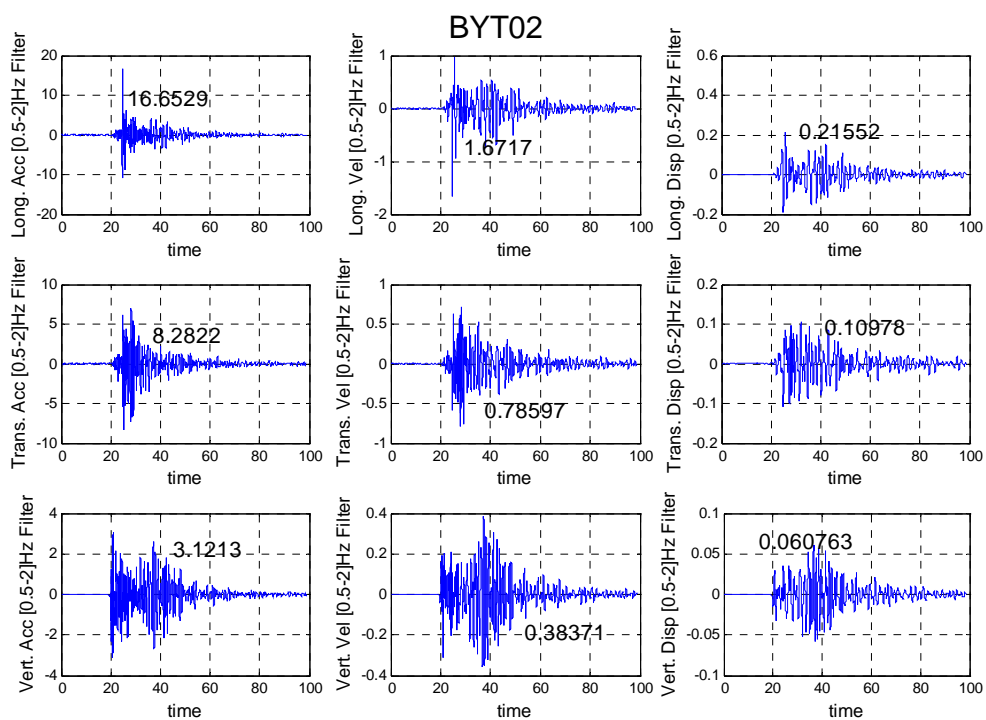 BYT02
Long. Acc [0.5-2]Hz Filter
20
10
0
-10
-20
16.6529
0 20 40 60 80 100
time
Long. Vel [0.5-2]Hz Filter
1
0
-1
-2
1.6717
0 20 40 60 80 100
time
Long. Disp [0.5-2]Hz Filter
0.6
0.4
0.2
0
-0.2
0.21552
0 20 40 60 80 100
time
Trans. Acc [0.5-2]Hz Filter
10
5
0
-5
-10
8.2822
0 20 40 60 80 100
time
Trans. Vel [0.5-2]Hz Filter
1
0.5
0
-0.5
-1
0.78597
0 20 40 60 80 100
time
Trans. Disp [0.5-2]Hz Filter
0.2
0.1
0
-0.1
-0.2
0.10978
0 20 40 60 80 100
time
Vert. Acc [0.5-2]Hz Filter
4
2
0
-2
-4
3.1213
0 20 40 60 80 100
time
Vert. Vel [0.5-2]Hz Filter
0.4
0.2
0
-0.2
-0.4
0.38371
0 20 40 60 80 100
time
Vert. Disp [0.5-2]Hz Filter
0.1
0.05
0
-0.05
-0.1
0.060763
0 20 40 60 80 100
time